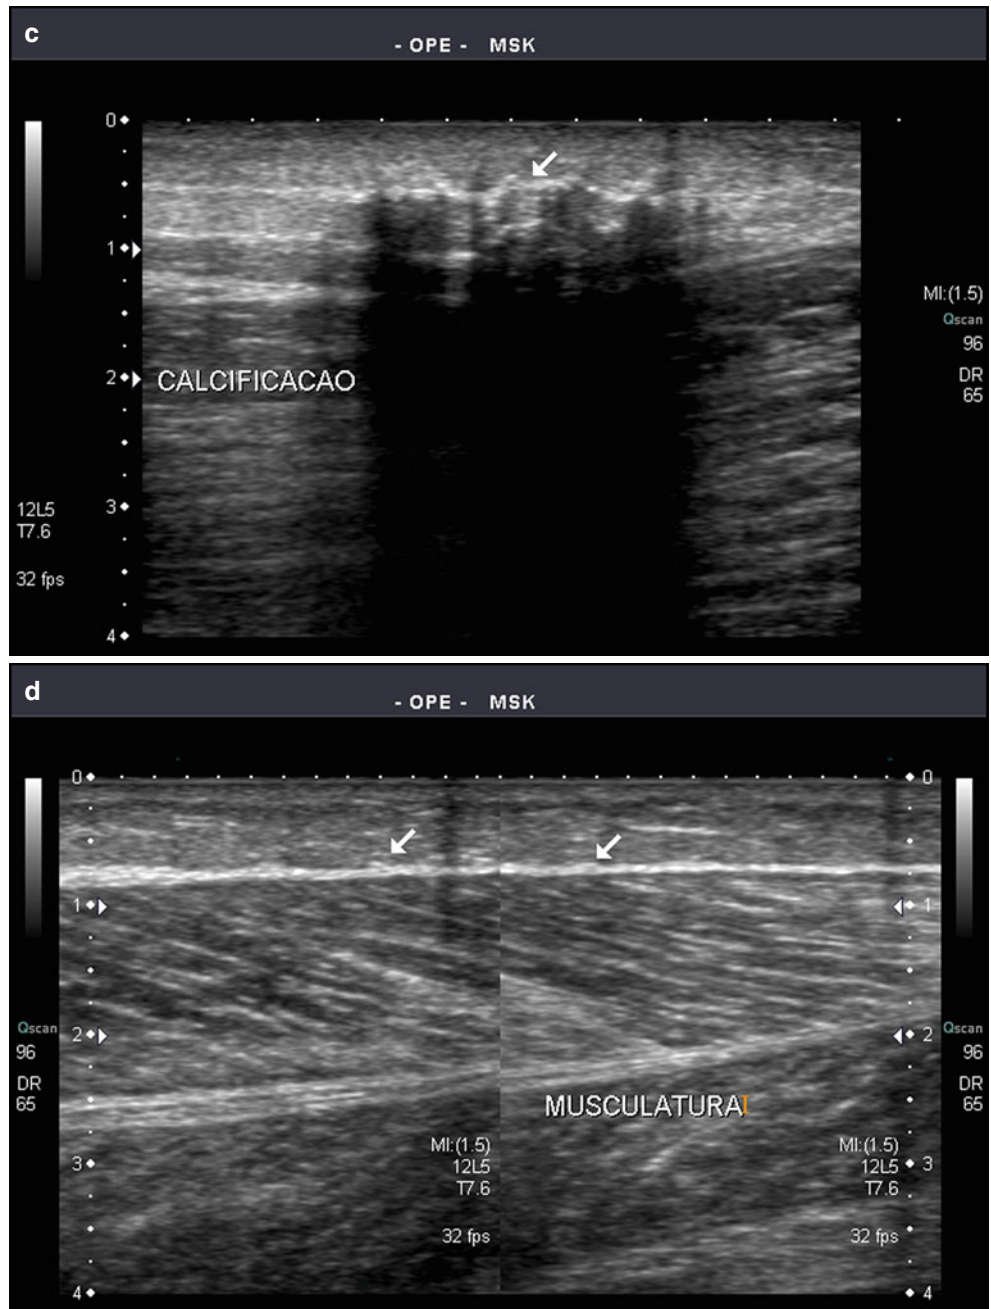 c
- OPE - MSK
0
1
MI:(1.5)
Qscan
96
DR
65
2
CALCIFICACAO
12L5
T7.6
32 fps
3
4
d
- OPE - MSK
0
0
1
1
Qscan
96
DR
65
2
2
Qscan
96
DR
65
MUSCULATURA
MI:(1.5)
12L5
T7.6
32 fps
MI:(1.5)
12L5
T7.6
32 fps
3
3
4
4